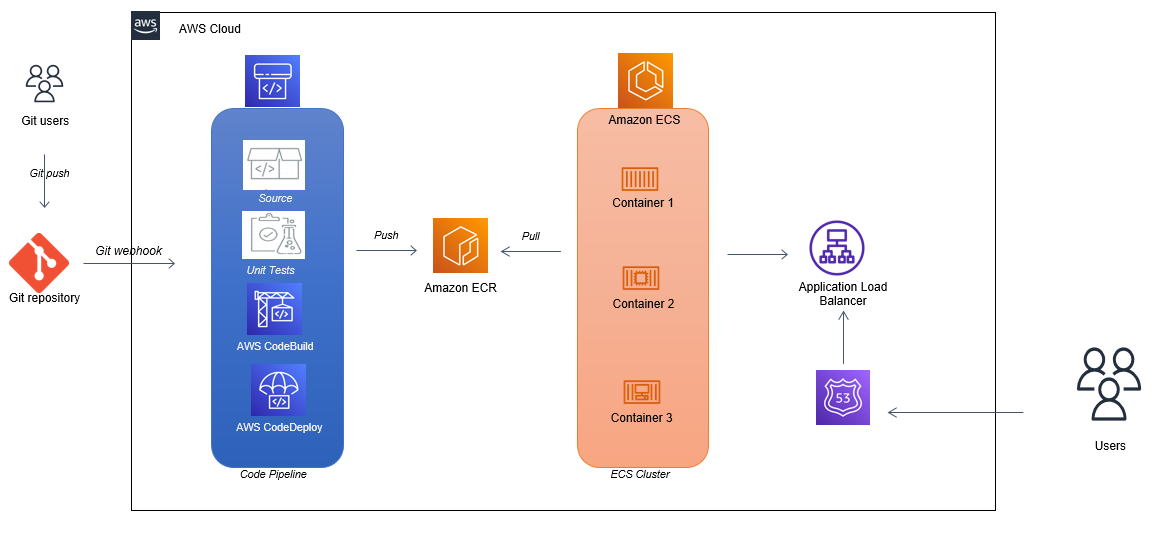 aws
AWS Cloud
Git users
Git push
Git webhook
Git repository
</>
Source
Unit Tests
</>
AWS CodeBuild
</>
AWS CodeDeploy
Code Pipeline
Push
Amazon ECR
Pull
Amazon ECS
Container 1
Container 2
Container 3
ECS Cluster
Application Load
Balancer
53
Users